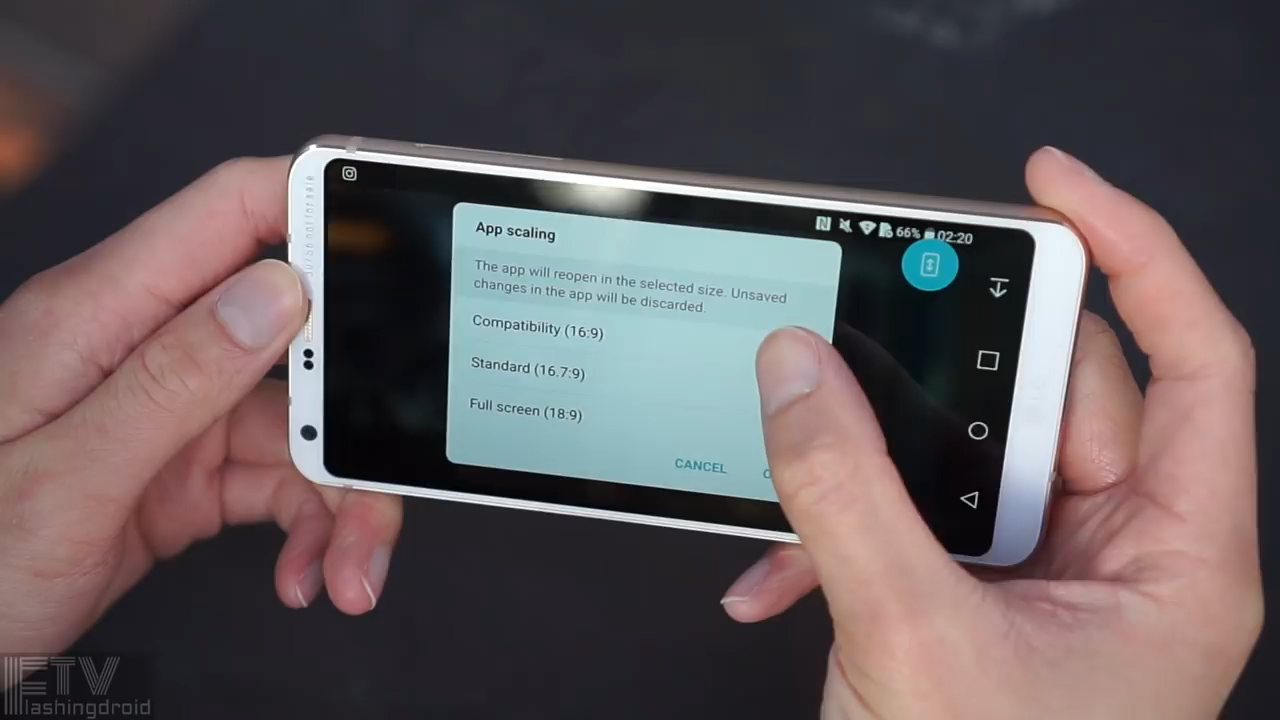 66% 02:20
App scaling
The app will reopen in the selected size. Unsaved
changes in the app will be discarded.
Compatibility (16:9)
Standard (16.7:9)
Full screen (18:9)
CANCEL
ETV
lashingdroid